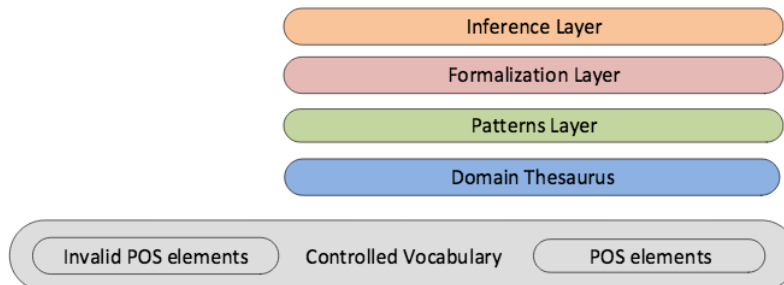 Inference Layer
Formalization Layer
Patterns Layer
Domain Thesaurus
Invalid POS elements Controlled Vocabulary POS elements